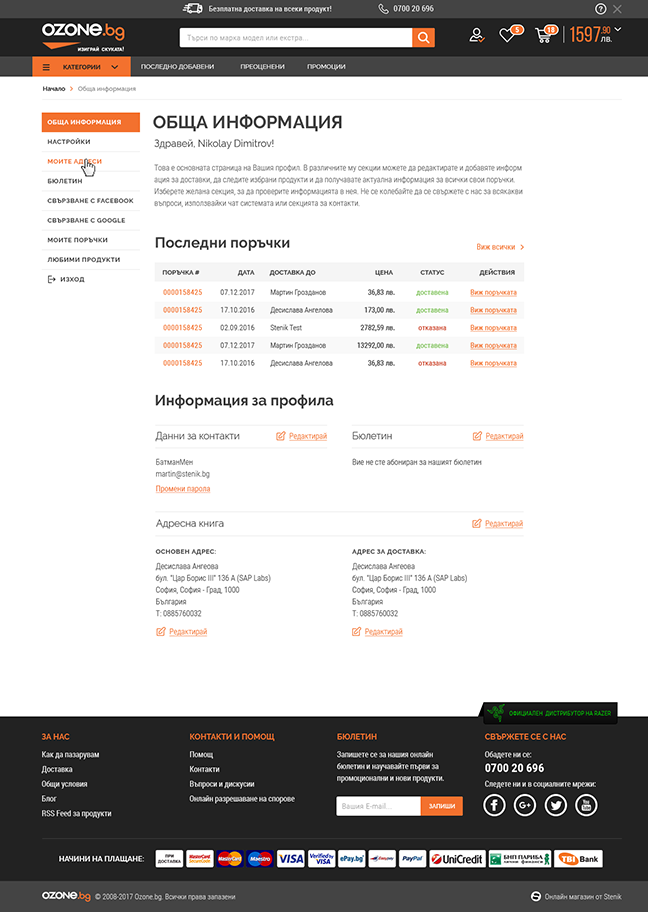 Безплатна доставка на всеки продукт!
0700 20 696
?
OZONE.bg
ИЗИГРАЙ СКУКАТА!
Търси по марка модел или екстра...
5
18
1597,90 лв.
КАТЕГОРИИ
ПОСЛЕДНО ДОБАВЕНИ
ПРЕОЦЕНЕНИ
ПРОМОЦИИ
Начало > Обща информация
ОБЩА ИНФОРМАЦИЯ
НАСТРОЙКИ
МОИТЕ АДРЕСИ
БЮЛЕТИН
СВЪРЗВАНЕ С FACEBOOK
СВЪРЗВАНЕ С GOOGLE
МОИТЕ ПОРЪЧКИ
ЛЮБИМИ ПРОДУКТИ
ИЗХОД
ОБЩА ИНФОРМАЦИЯ
Здравей, Nikolay Dimitrov!
Това е основната страница на Вашия профил. В различните му секции можете да редактирате и добавяте информ
ация за доставки, да следите избрани продукти и да получавате актуална информация за всички свои поръчки.
Изберете желана секция, за да проверите информацията в нея. Не се колебайте да се свържете с нас за всякакви
въпроси, използвайки чат системата или секцията за контакти.
Последни поръчки
Виж всички >
ПОРЪЧКА # ДАТА ДОСТАВКА ДО ЦЕНА СТАТУС ДЕЙСТВИЯ
0000158425 07.12.2017 Мартин Грозданов 36,83 лв. доставена Виж поръчката
0000158425 17.10.2016 Десислава Ангелова 173,00 лв. доставена Виж поръчката
0000158425 02.09.2016 Stenik Test 2782,59 лв. отказана Виж поръчката
0000158425 07.12.2017 Мартин Грозданов 13292,00 лв. доставена Виж поръчката
0000158425 17.10.2016 Десислава Ангелова 36,83 лв. отказана Виж поръчката
Информация за профила
Данни за контакти Редактирай
БатманМен
martin@stenik.bg
Промени парола
Бюлетин Редактирай
Вие не сте абониран за нашият бюлетин
Адресна книга Редактирай
ОСНОВЕН АДРЕС:
Десислава Ангеова
бул. "Цар Борис III" 136 А (SAP Labs)
София, София - Град, 1000
България
Т: 0885760032
Редактирай
АДРЕС ЗА ДОСТАВКА:
Десислава Ангеова
бул. "Цар Борис III" 136 А (SAP Labs)
София, София - Град, 1000
България
Т: 0885760032
Редактирай
ОФИЦИАЛЕН ДИСТРИБУТОР НА RAZER
ЗА НАС
Как да пазарувам
Доставка
Общи условия
Блог
RSS Feed за продукти
КОНТАКТИ И ПОМОЩ
Помощ
Контакти
Въпроси и дискусии
Онлайн разрешаване на спорове
БЮЛЕТИН
Запишете се за нашия онлайн
бюлетин и научавайте първи за
промоционални и нови продукти.
Вашия E-mail...
ЗАПИШИ
СВЪРЖЕТЕ СЕ С НАС
Обадете ни се:
0700 20 696
Следете ни и в социалните мрежи:
НАЧИНИ НА ПЛАЩАНЕ:
ПРИ ДОСТАВКА
MasterCard SecureCode
MasterCard
Maestro
VISA
Verified by VISA
ePay.bg
PayPal
UniCredit
БНП ПАРИБА
TBI Bank
OZONE.bg © 2008-2017 Ozone.bg. Всички права запазени
Онлайн магазин от Stenik